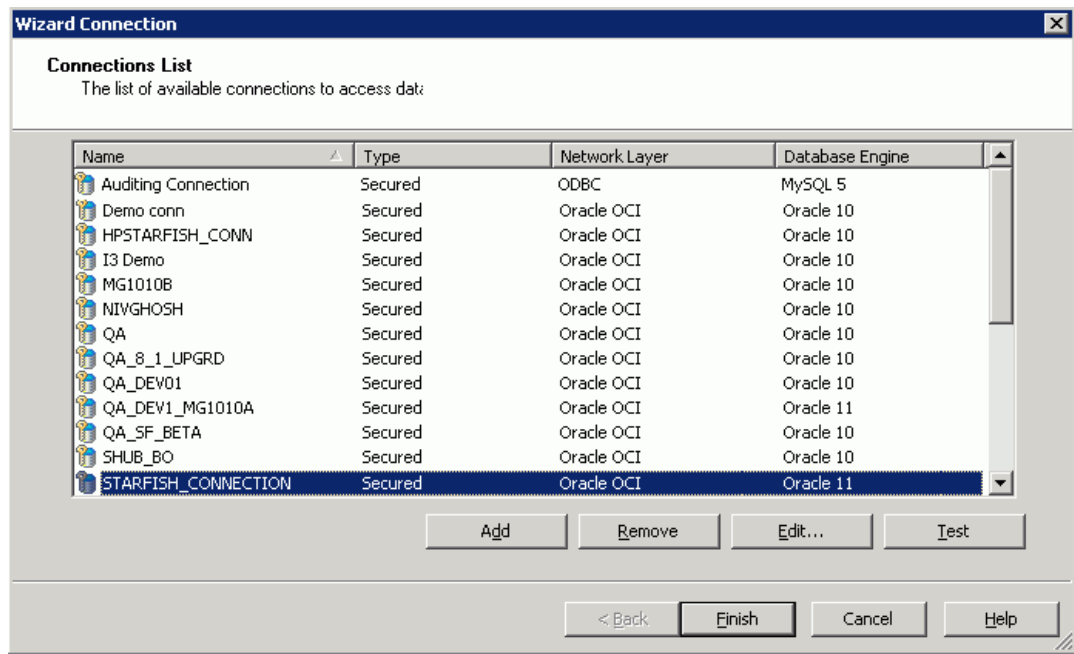 Wizard Connection
Connections List
The list of available connections to access data
Name Type Network Layer Database Engine
Auditing Connection Secured ODBC MySQL 5
Demo conn Secured Oracle OCI Oracle 10
HPSTARFISH_CONN Secured Oracle OCI Oracle 10
I3 Demo Secured Oracle OCI Oracle 10
MG1010B Secured Oracle OCI Oracle 10
NIVGHOSH Secured Oracle OCI Oracle 10
QA Secured Oracle OCI Oracle 10
QA_8_1_UPGRD Secured Oracle OCI Oracle 10
QA_DEV01 Secured Oracle OCI Oracle 10
QA_DEV1_MG1010A Secured Oracle OCI Oracle 11
QA_SF_BETA Secured Oracle OCI Oracle 10
SHUB_BO Secured Oracle OCI Oracle 10
STARFISH_CONNECTION Secured Oracle OCI Oracle 11
Add Remove Edit... Test
< Back Finish Cancel Help